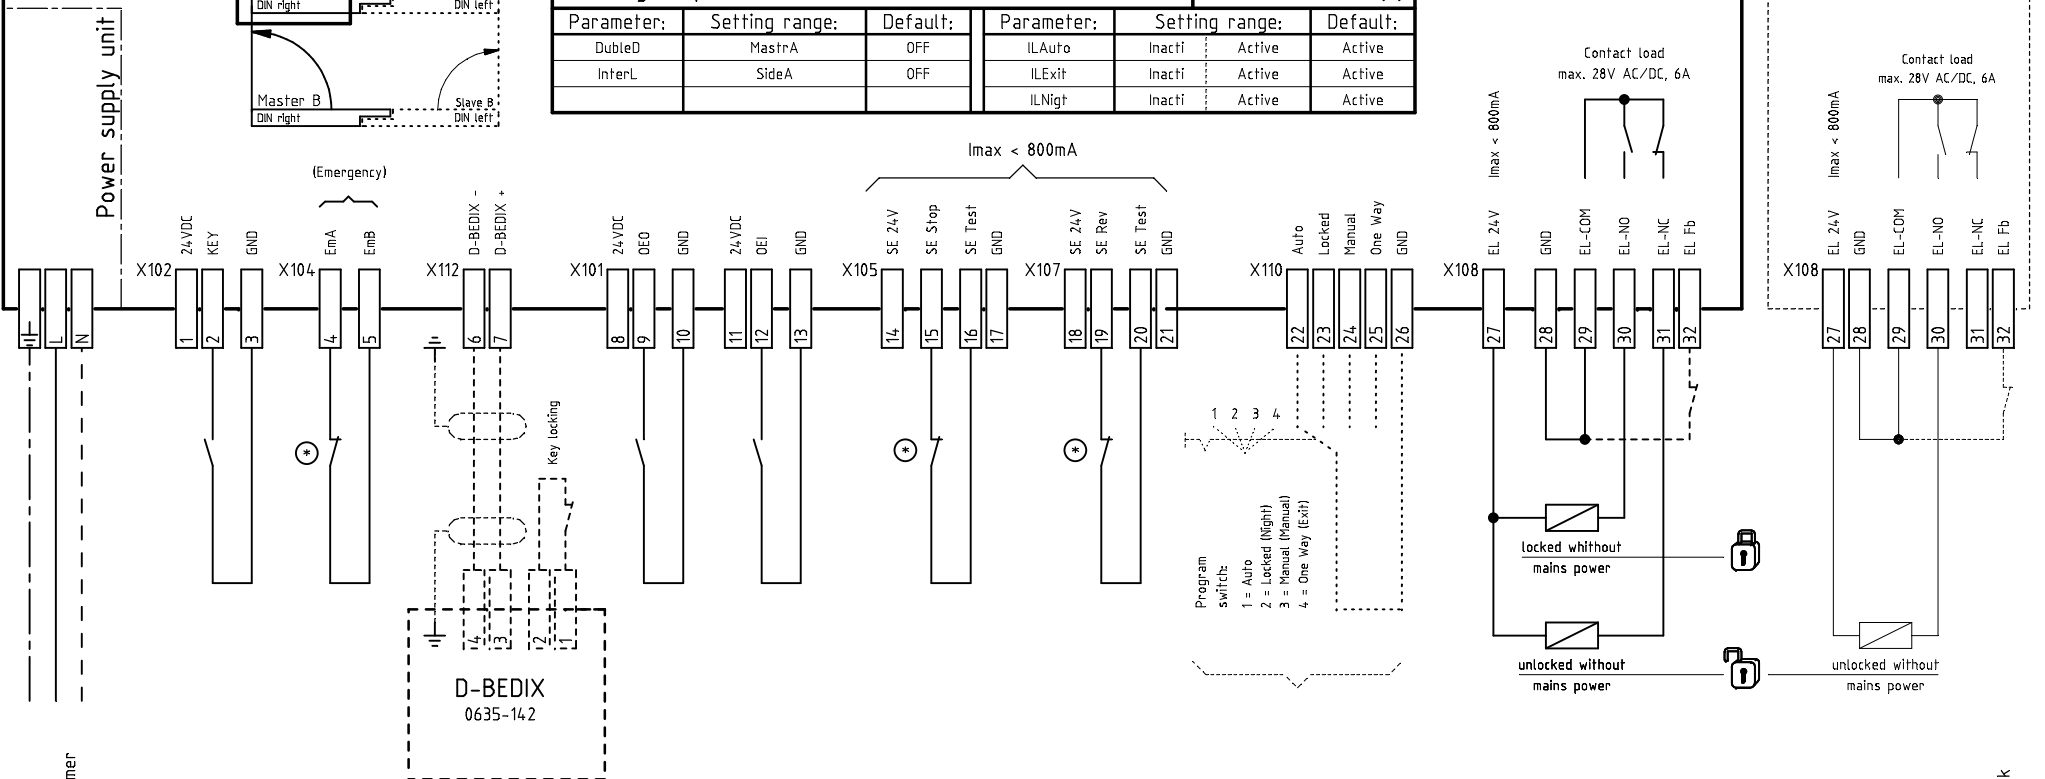 DIN right
DIN left
Master B
DIN right
Slave B
DIN left
Power supply unit
Parameter: Setting range: Default: Parameter: Setting range: Default:
DubleD MastrA OFF ILAuto Inacti Active Active
InterL SideA OFF ILExit Inacti Active Active
ILNigt Inacti Active Active
Contact load
max. 28V AC/DC, 6A
Contact load
max. 28V AC/DC, 6A
(Emergency)
Imax < 800mA
Imax < 800mA
Imax < 800mA
X102
24VDC
KEY
GND
X104
EmA
EmB
X112
D-BEDIX -
D-BEDIX +
X101
24VDC
OEO
GND
24VDC
OEI
GND
X105
SE 24V
SE Stop
SE Test
GND
X107
SE 24V
SE Rev
SE Test
GND
X110
Auto
Locked
Manual
One Way
GND
X108
EL 24V
GND
EL-COM
EL-NO
EL-NC
EL Fb
X108
EL 24V
GND
EL-COM
EL-NO
EL-NC
EL Fb
L N 1 2 3 4 5 6 7 8 9 10 11 12 13 14 15 16 17 18 19 20 21 22 23 24 25 26 27 28 29 30 31 32 27 28 29 30 31 32
* * *
Key locking
1 2 3 4
Program
switch:
1 = Auto
2 = Locked (Night)
3 = Manual (Manual)
4 = One Way (Exit)
locked whithout
mains power
4 3 2 1
D-BEDIX
0635-142
unlocked without
mains power
unlocked without
mains power
mer
k